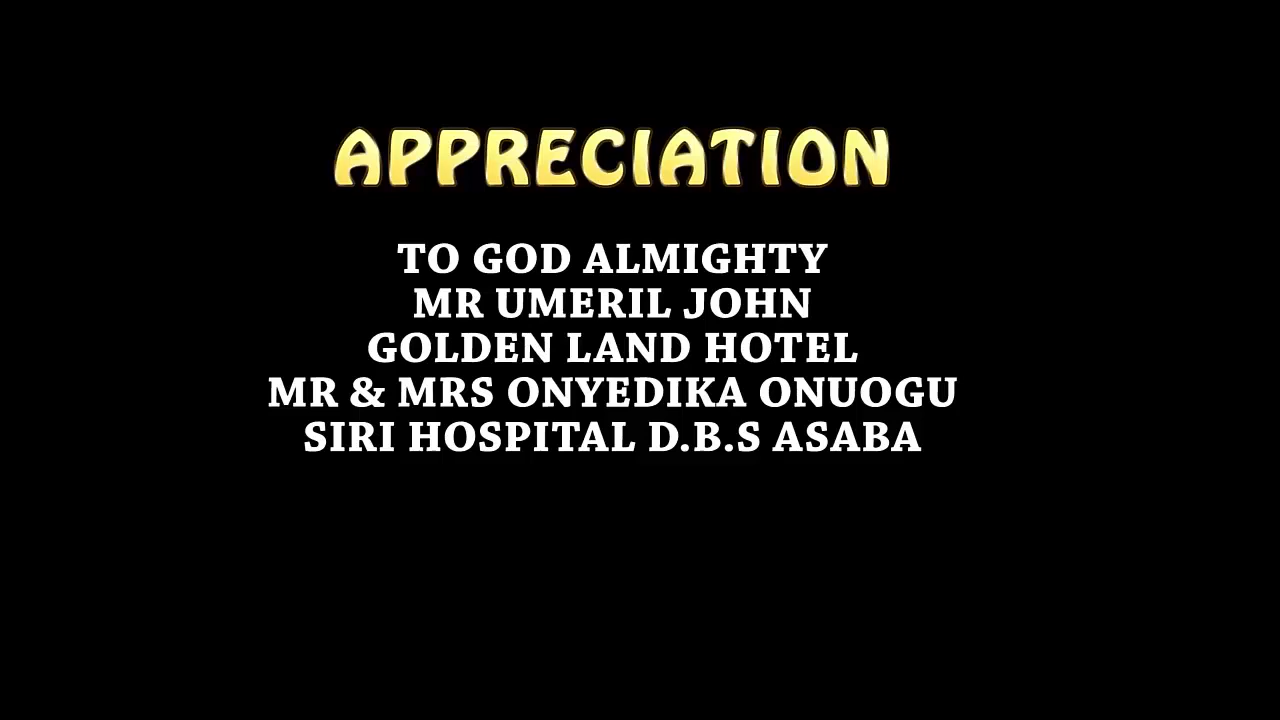 APPRECIATION
TO GOD ALMIGHTY
MR UMERIL JOHN
GOLDEN LAND HOTEL
MR & MRS ONYEDIKA ONUOGU
SIRI HOSPITAL D.B.S ASABA